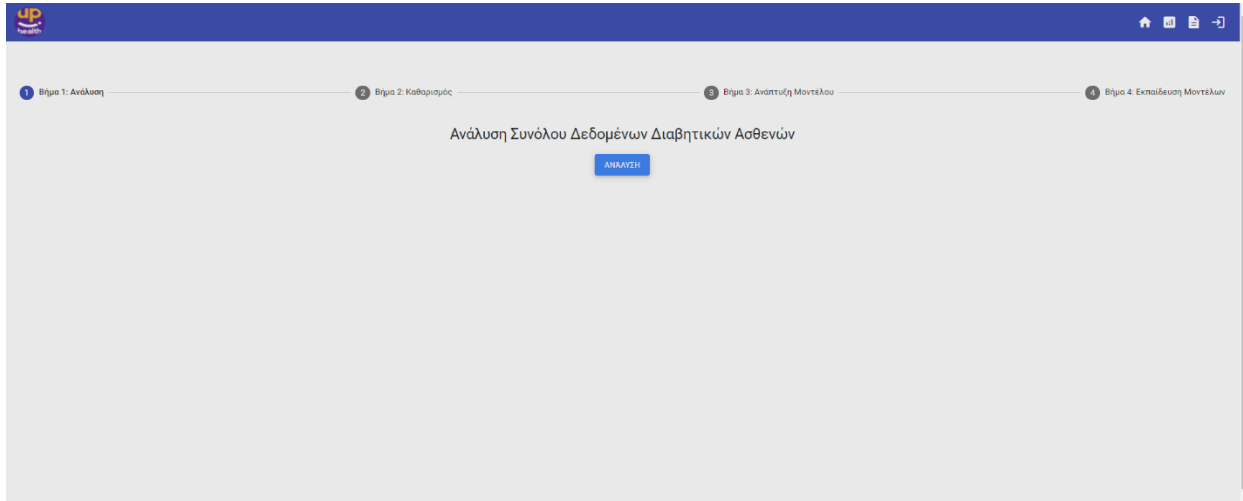 up
health
1 Βήμα 1: Ανάλυση
2 Βήμα 2: Καθαρισμός
3 Βήμα 3: Ανάπτυξη Μοντέλου
4 Βήμα 4: Εκπαίδευση Μοντέλων
Ανάλυση Συνόλου Δεδομένων Διαβητικών Ασθενών
ΑΝΆΛΥΣΗ